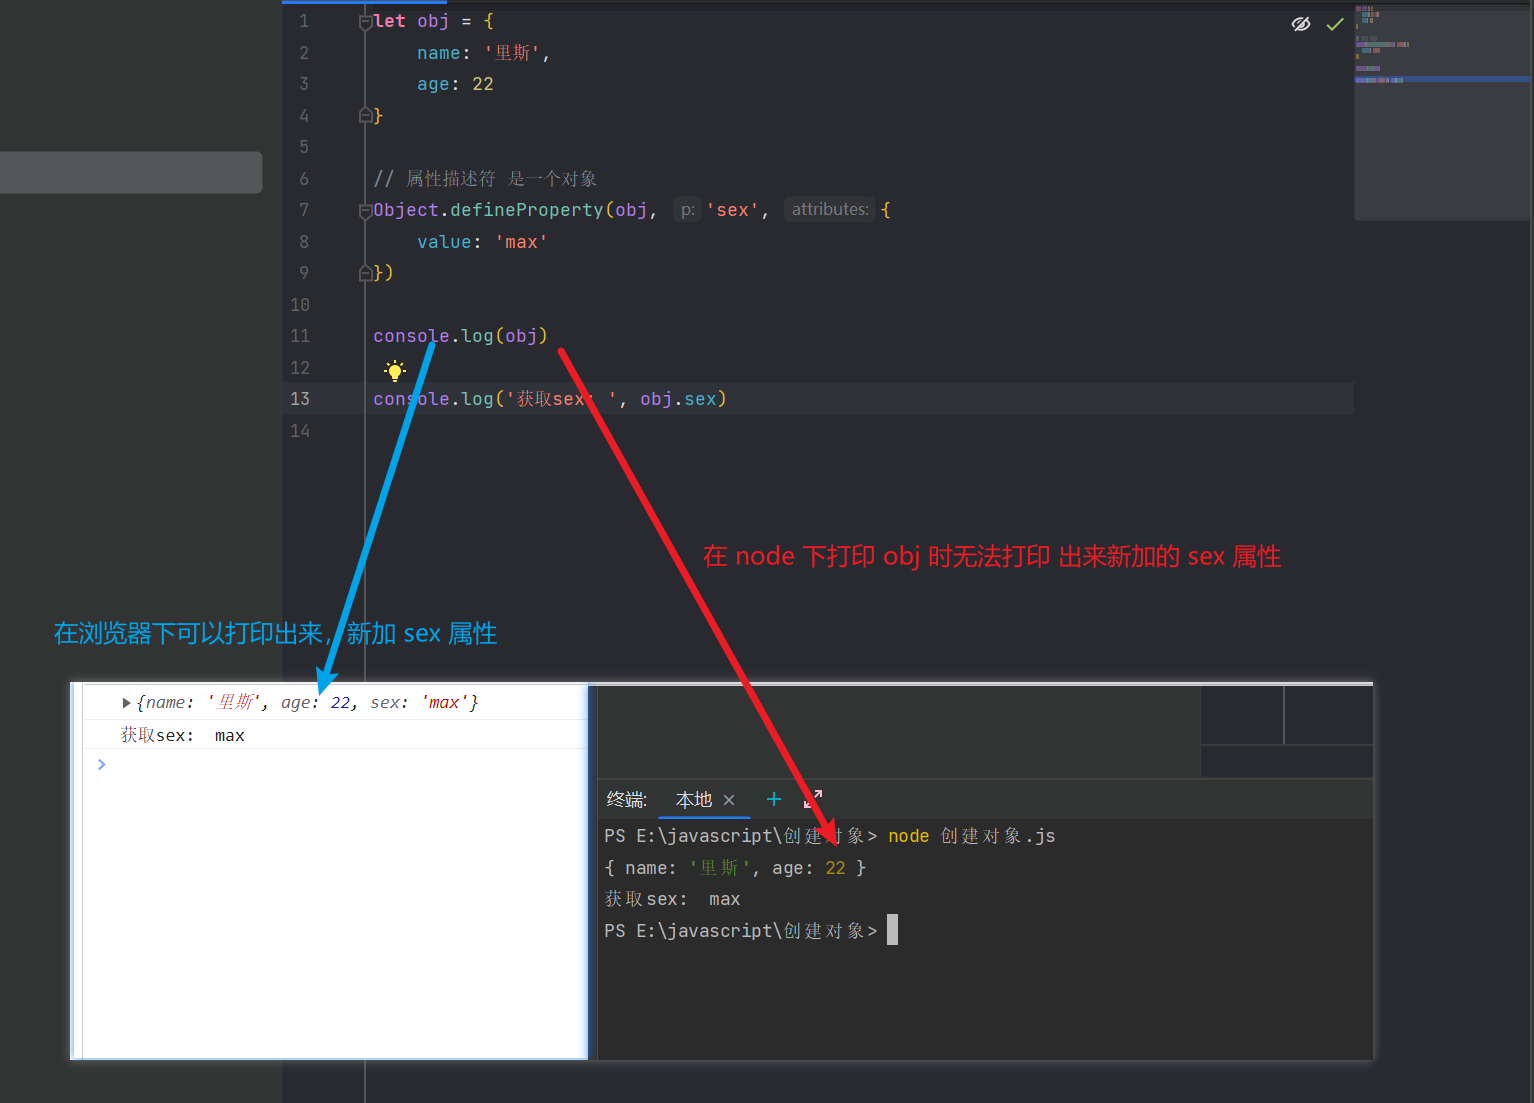 1 let obj = {
2 name: '里斯',
3 age: 22
4 }
5
6 // 属性描述符 是一个对象
7 Object.defineProperty(obj, p: 'sex', attributes: {
8 value: 'max'
9 })
10
11 console.log(obj)
12
13 console.log('获取sex: ', obj.sex)
14
在 node 下打印 obj 时无法打印 出来新加的 sex 属性
在浏览器下可以打印出来，新加 sex 属性
{name: '里斯', age: 22, sex: 'max'}
获取sex: max
>
终端: 本地 × +
PS E:\javascript\创建对象> node 创建对象.js
{ name: '里斯', age: 22 }
获取sex: max
PS E:\javascript\创建对象>